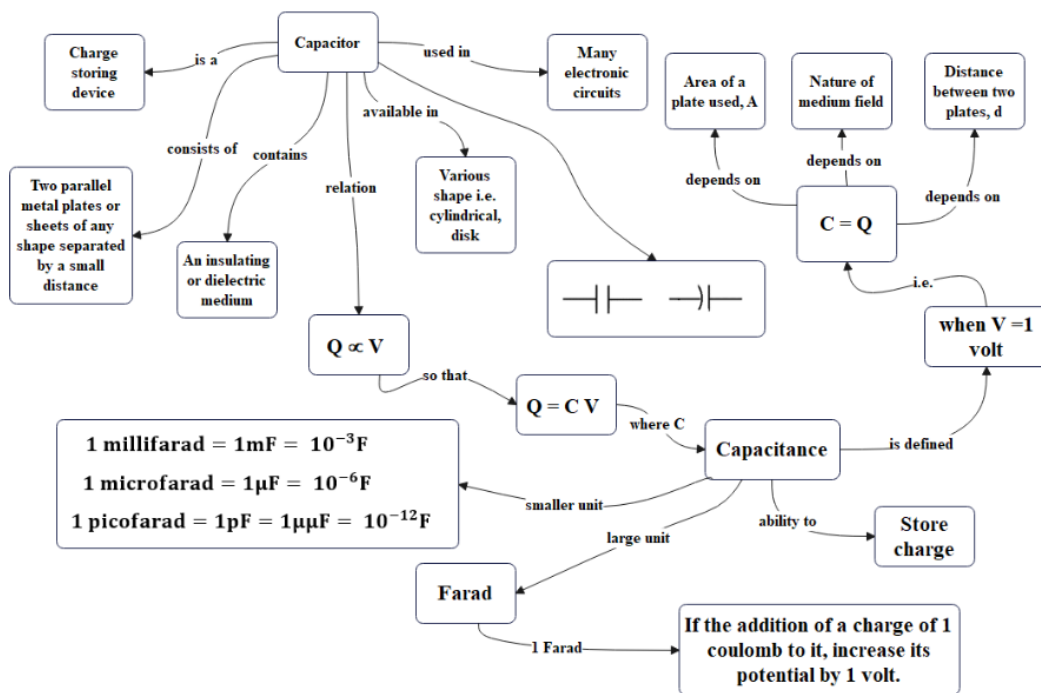 Capacitor
is a
Charge
storing
device
used in
Many
electronic
circuits
consists of
Two parallel
metal plates or
sheets of any
shape separated
by a small
distance
contains
An insulating
or dielectric
medium
relation
available in
Various
shape i.e.
cylindrical,
disk
Q ∝ V
so that
Q = C V
where C
Capacitance
is defined
when V =1
volt
i.e.
C = Q
depends on
Area of a
plate used, A
depends on
Nature of
medium field
depends on
Distance
between two
plates, d
smaller unit
1 millifarad = 1mF = 10⁻³F
1 microfarad = 1μF = 10⁻⁶F
1 picofarad = 1pF = 1μμF = 10⁻¹²F
large unit
Farad
1 Farad
If the addition of a charge of 1
coulomb to it, increase its
potential by 1 volt.
ability to
Store
charge